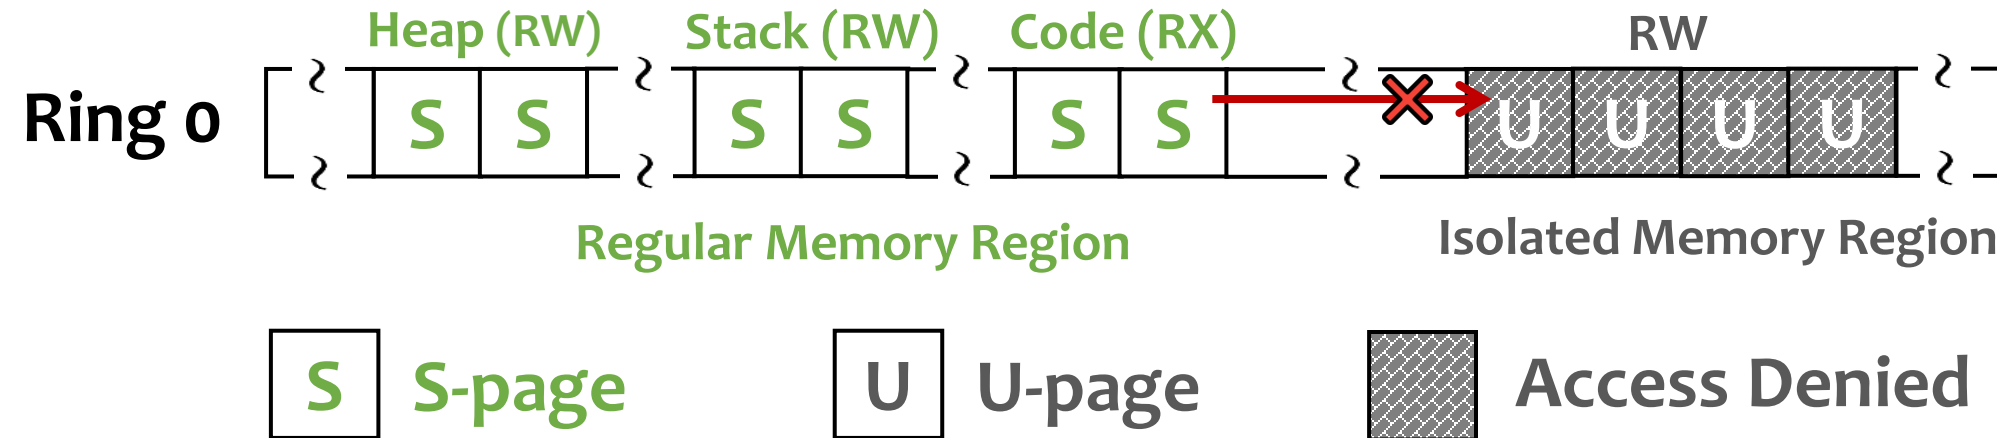 Heap (RW) Stack (RW) Code (RX) RW
Ring 0 S S S S S S U U U U
Regular Memory Region Isolated Memory Region
S S-page U U-page Access Denied